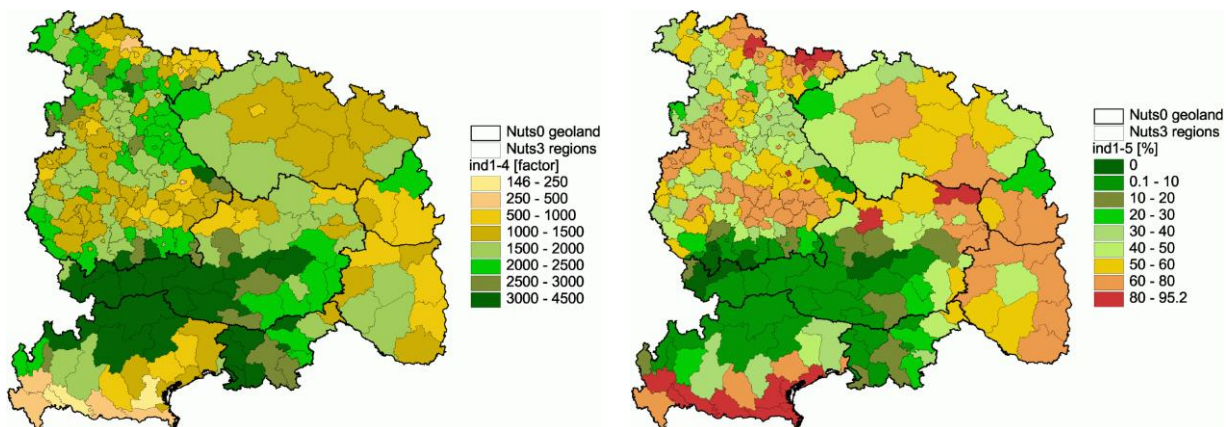 Nuts0 geoland
Nuts3 regions
ind1-4 [factor]
146 - 250
250 - 500
500 - 1000
1000 - 1500
1500 - 2000
2000 - 2500
2500 - 3000
3000 - 4500
Nuts0 geoland
Nuts3 regions
ind1-5 [%]
0
0.1 - 10
10 - 20
20 - 30
30 - 40
40 - 50
50 - 60
60 - 80
80 - 95.2